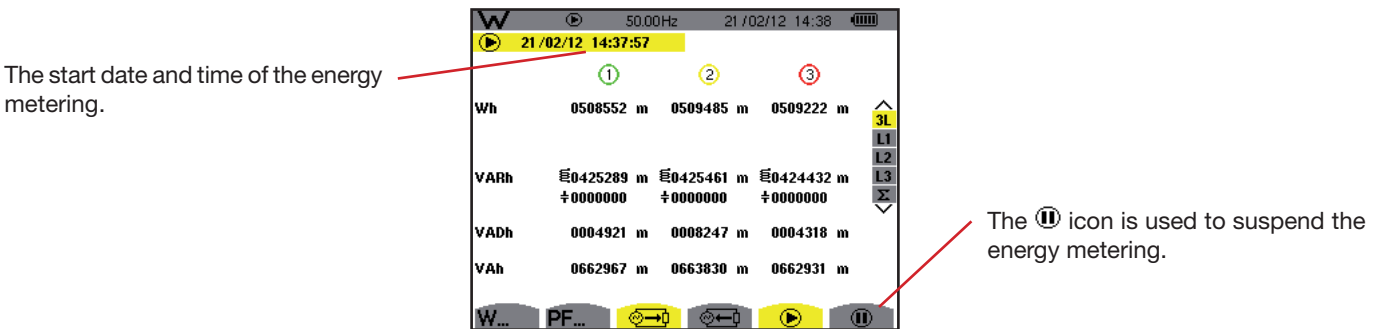 W 50.00Hz 21/02/12 14:38
21/02/12 14:37:57
The start date and time of the energy
metering.
1 2 3
Wh 0508552 m 0509485 m 0509222 m
3L
L1
L2
VARh 0425289 m 0425461 m 0424432 m L3
0000000 0000000 0000000 Σ
The icon is used to suspend the
energy metering.
VADh 0004921 m 0008247 m 0004318 m
VAh 0662967 m 0663830 m 0662931 m
W... PF...